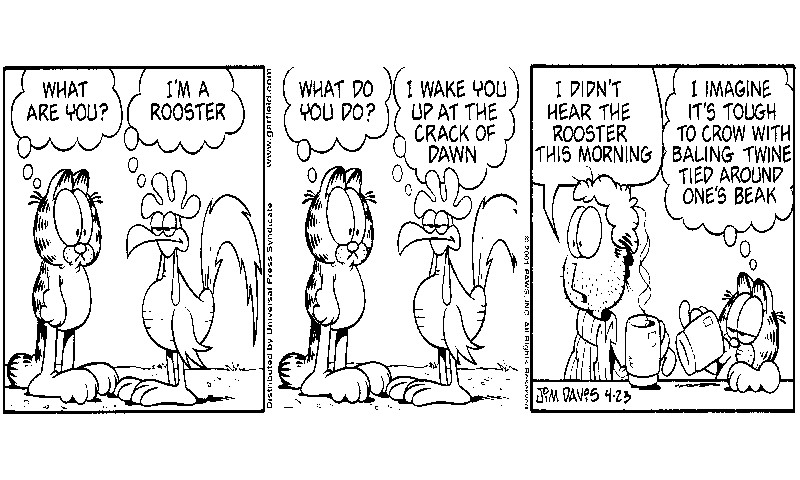 WHAT
ARE YOU?
I'M A
ROOSTER
www.garfield.com
Distributed by Universal Press Syndicate
WHAT DO
YOU DO?
I WAKE YOU
UP AT THE
CRACK OF
DAWN
© 2001 PAWS, INC. All Rights Reserved
I DIDN'T
HEAR THE
ROOSTER
THIS MORNING
I IMAGINE
IT'S TOUGH
TO CROW WITH
BALING TWINE
TIED AROUND
ONE'S BEAK
JIM DAVIS 4-23